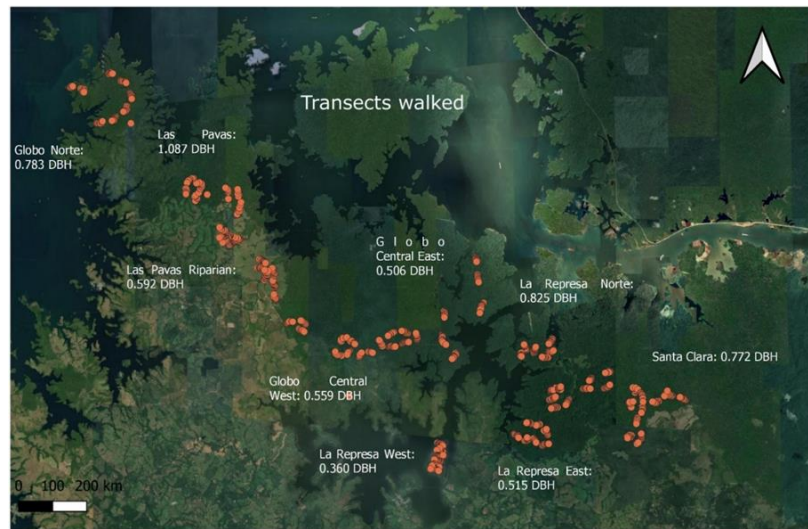 Transects walked
Las Pavas:
1.087 DBH
Globo Norte:
0.783 DBH
Globo
Central East:
0.506 DBH
Las Pavas Riparian:
0.592 DBH
La Represa Norte:
0.825 DBH
Santa Clara: 0.772 DBH
Globo Central
West: 0.559 DBH
La Represa West:
0.360 DBH
La Represa East:
0.515 DBH
0 100 200 km